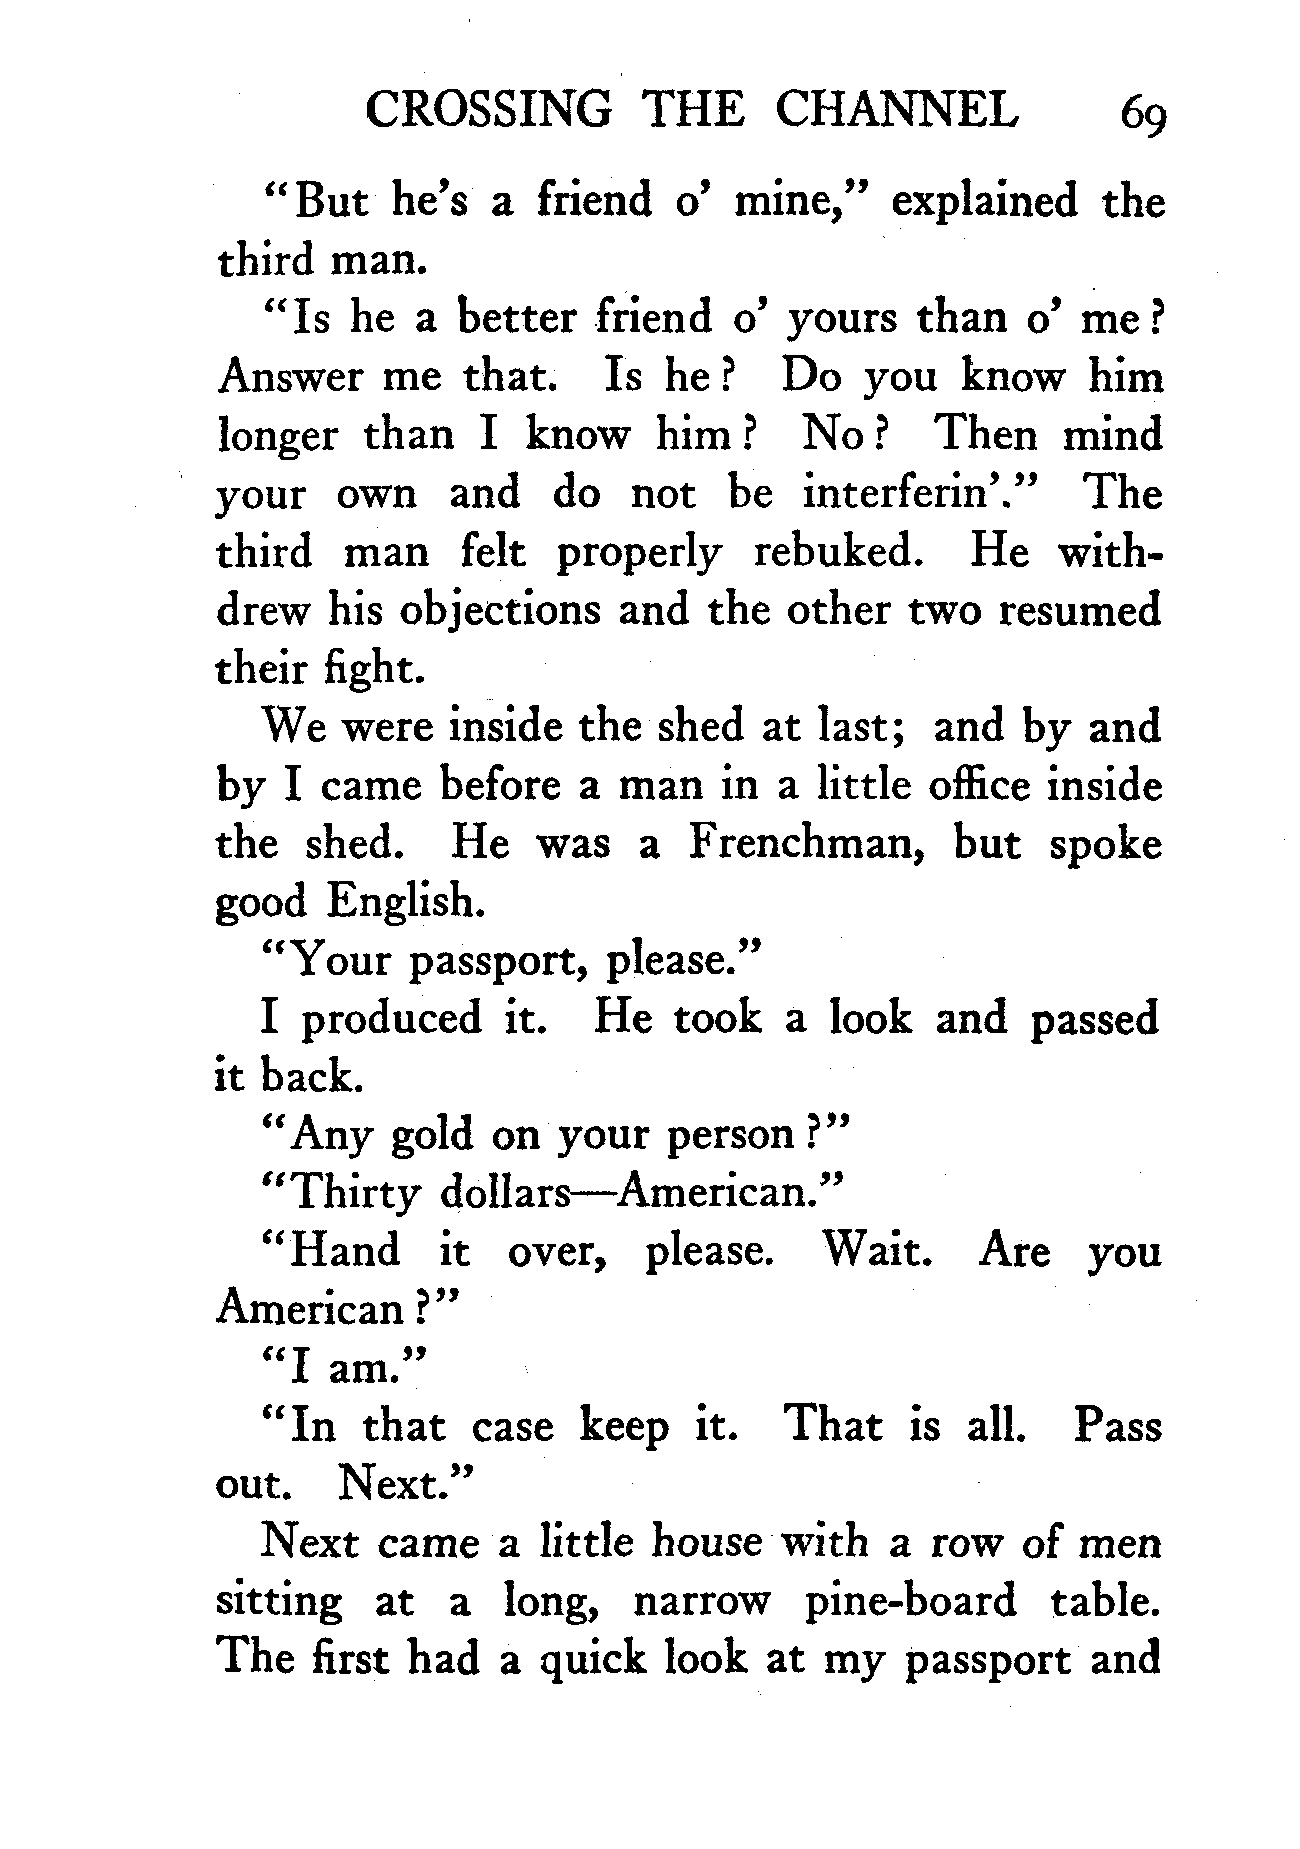 CROSSING THE CHANNEL 69
"But he's a friend o' mine," explained the
third man.
"Is he a better friend o' yours than o' me?
Answer me that. Is he? Do you know him
longer than I know him? No? Then mind
your own and do not be interferin'." The
third man felt properly rebuked. He with-
drew his objections and the other two resumed
their fight.
We were inside the shed at last; and by and
by I came before a man in a little office inside
the shed. He was a Frenchman, but spoke
good English.
"Your passport, please."
I produced it. He took a look and passed
it back.
"Any gold on your person?"
"Thirty dollars—American."
"Hand it over, please. Wait. Are you
American?"
"I am."
"In that case keep it. That is all. Pass
out. Next."
Next came a little house with a row of men
sitting at a long, narrow pine-board table.
The first had a quick look at my passport and